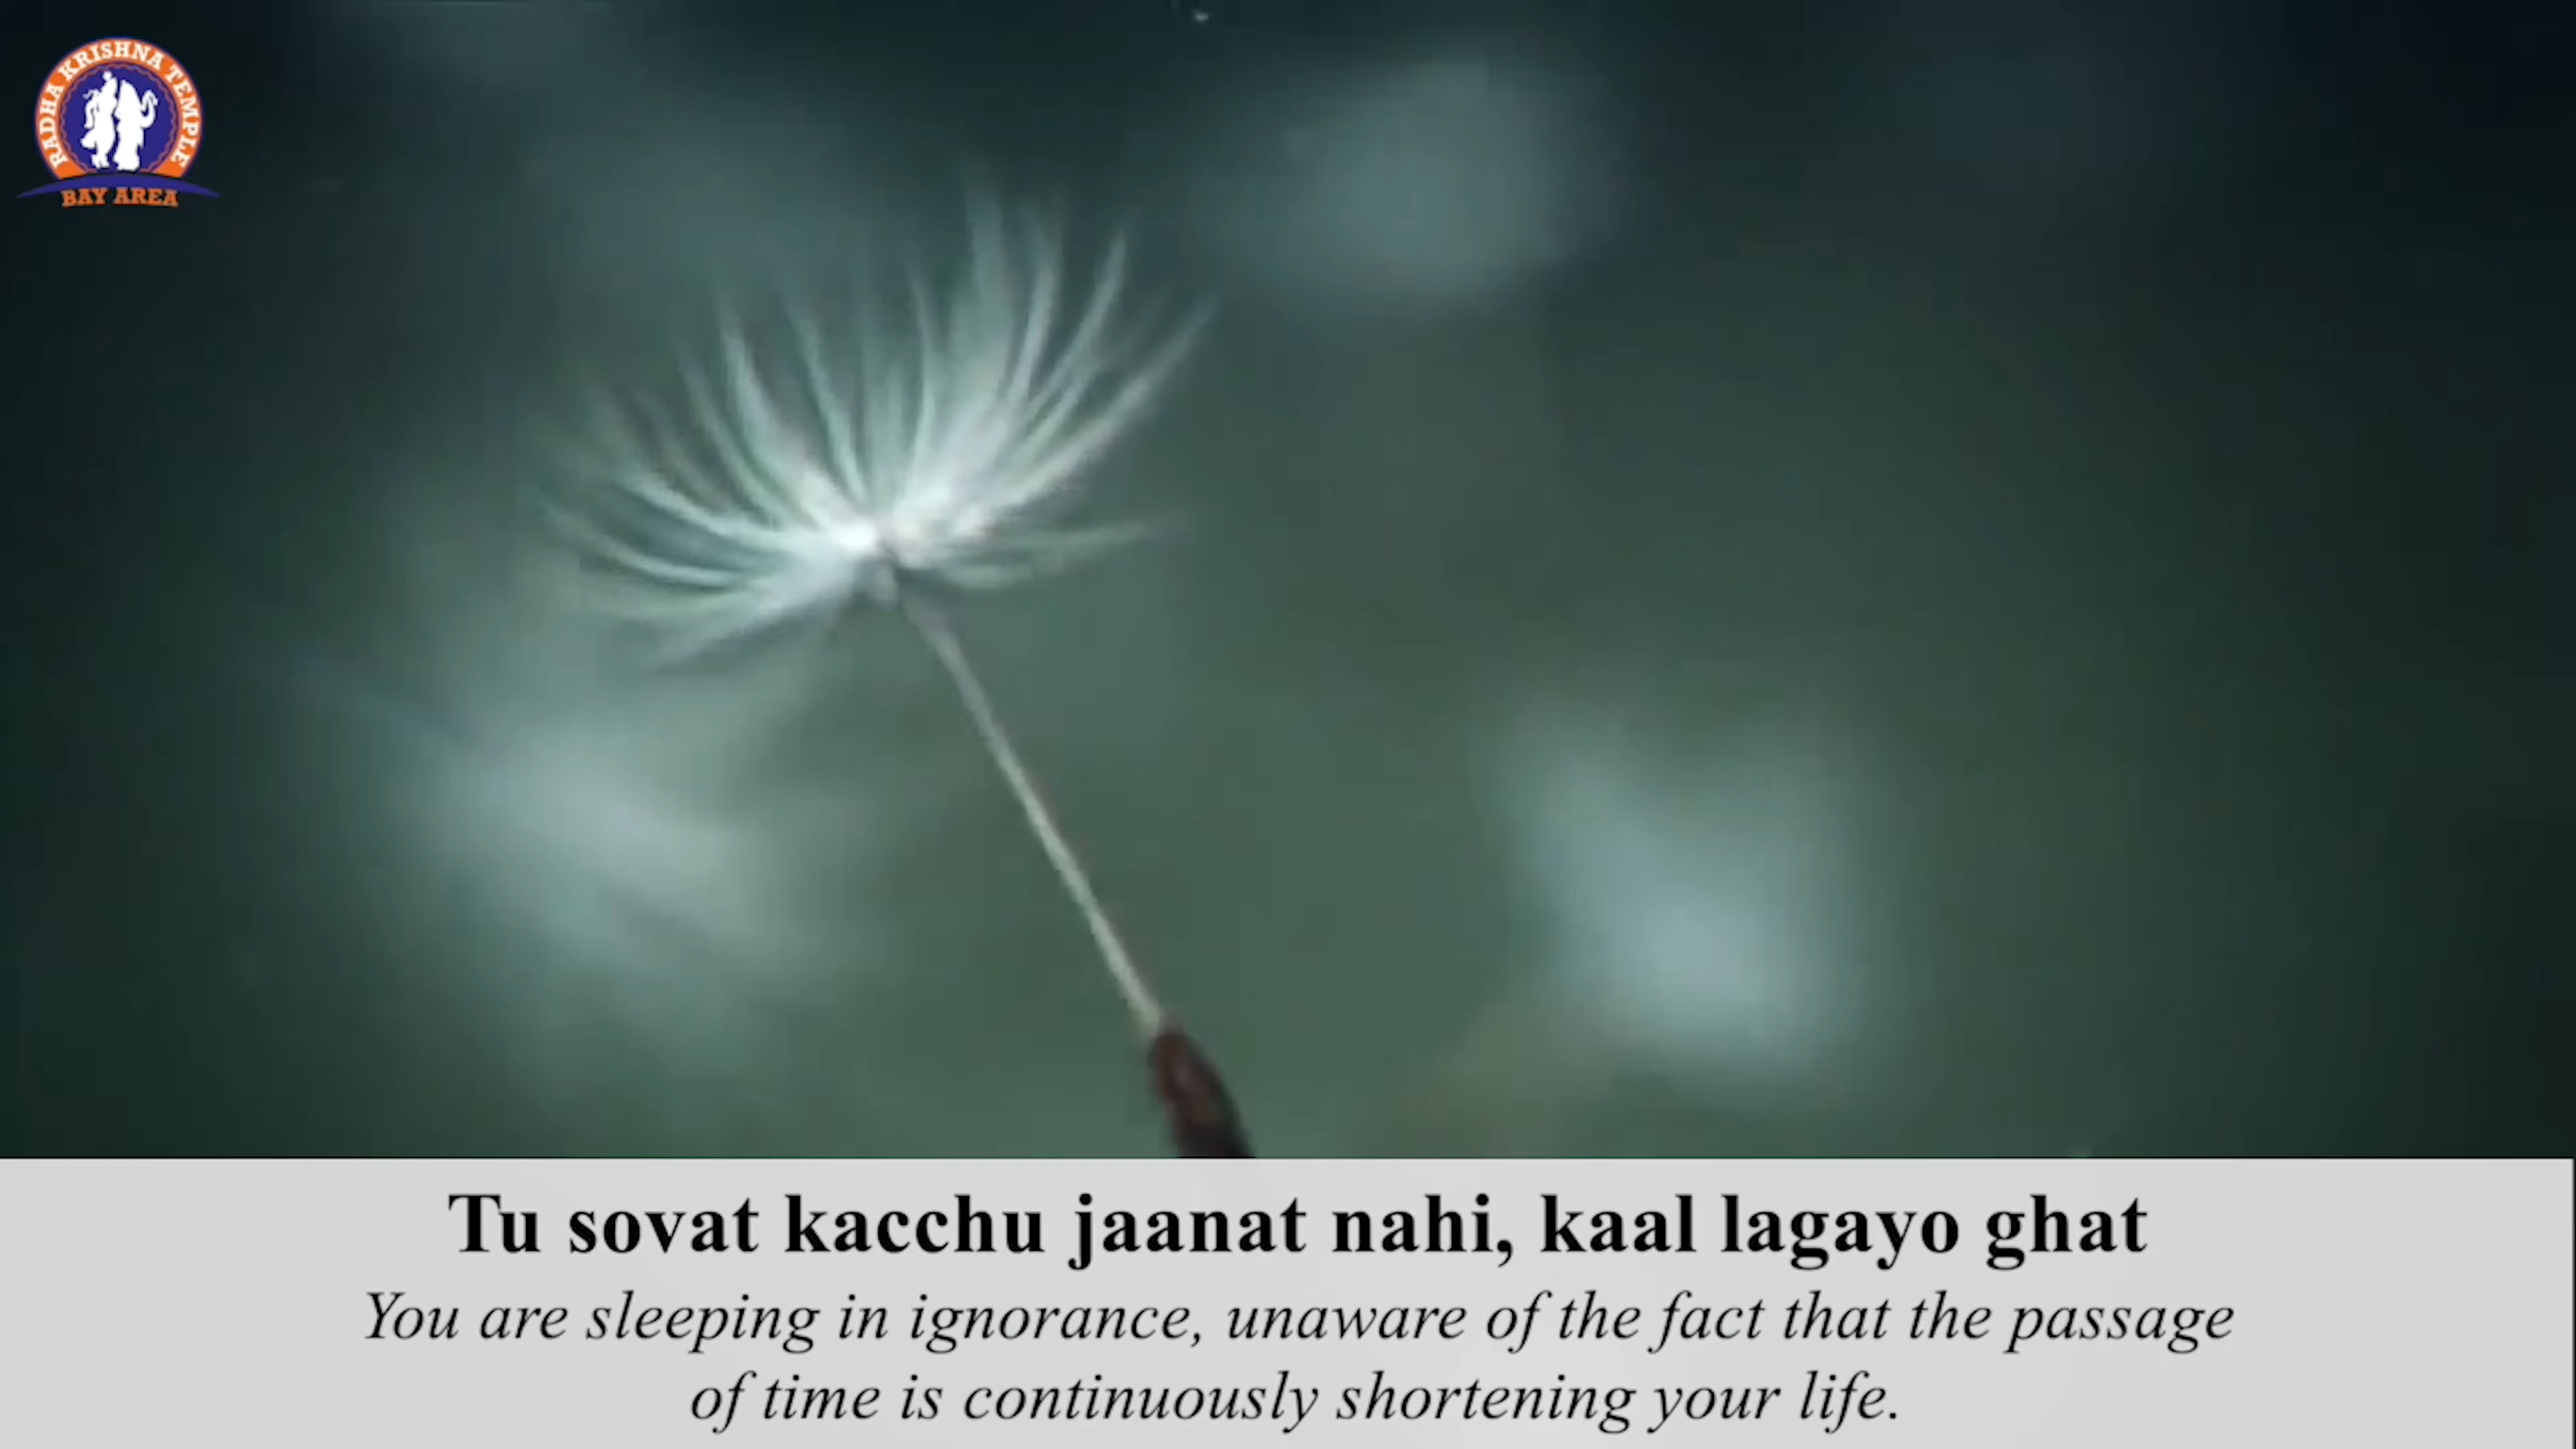 RADHA KRISHNA TEMPLE
BAY AREA
Tu sovat kacchu jaanat nahi, kaal lagayo ghat
You are sleeping in ignorance, unaware of the fact that the passage
of time is continuously shortening your life.